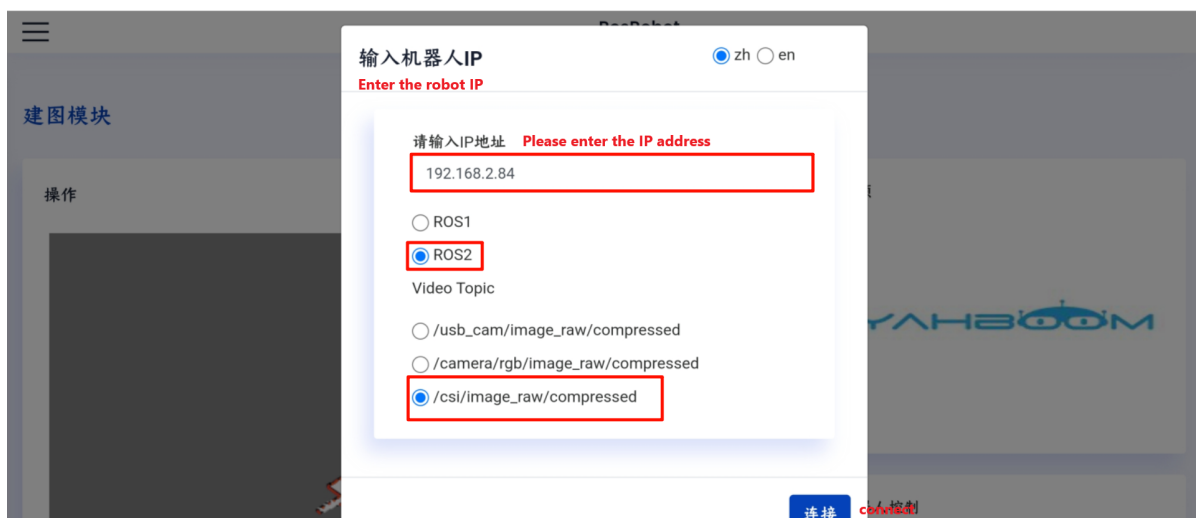 输入机器人IP
zh en
Enter the robot IP
建图模块
请输入IP地址 Please enter the IP address
192.168.2.84
操作
ROS1
ROS2
Video Topic
/usb_cam/image_raw/compressed
/camera/rgb/image_raw/compressed
YAHBOOM
/csi/image_raw/compressed
连接 connect